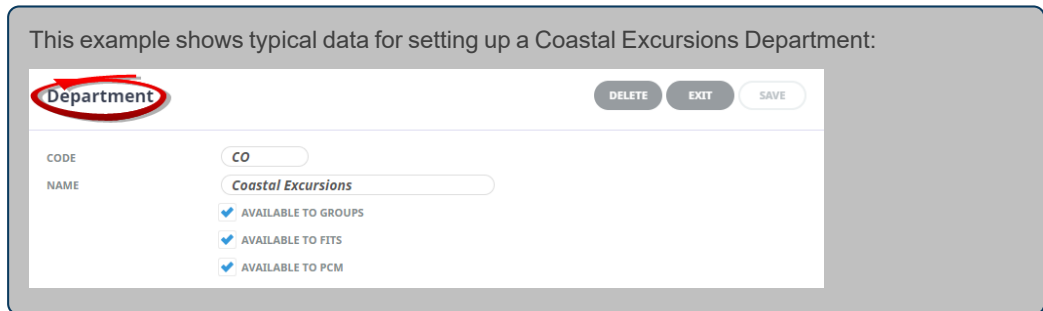 This example shows typical data for setting up a Coastal Excursions Department:
Department DELETE EXIT SAVE
CODE CO
NAME Coastal Excursions
AVAILABLE TO GROUPS
AVAILABLE TO FITS
AVAILABLE TO PCM